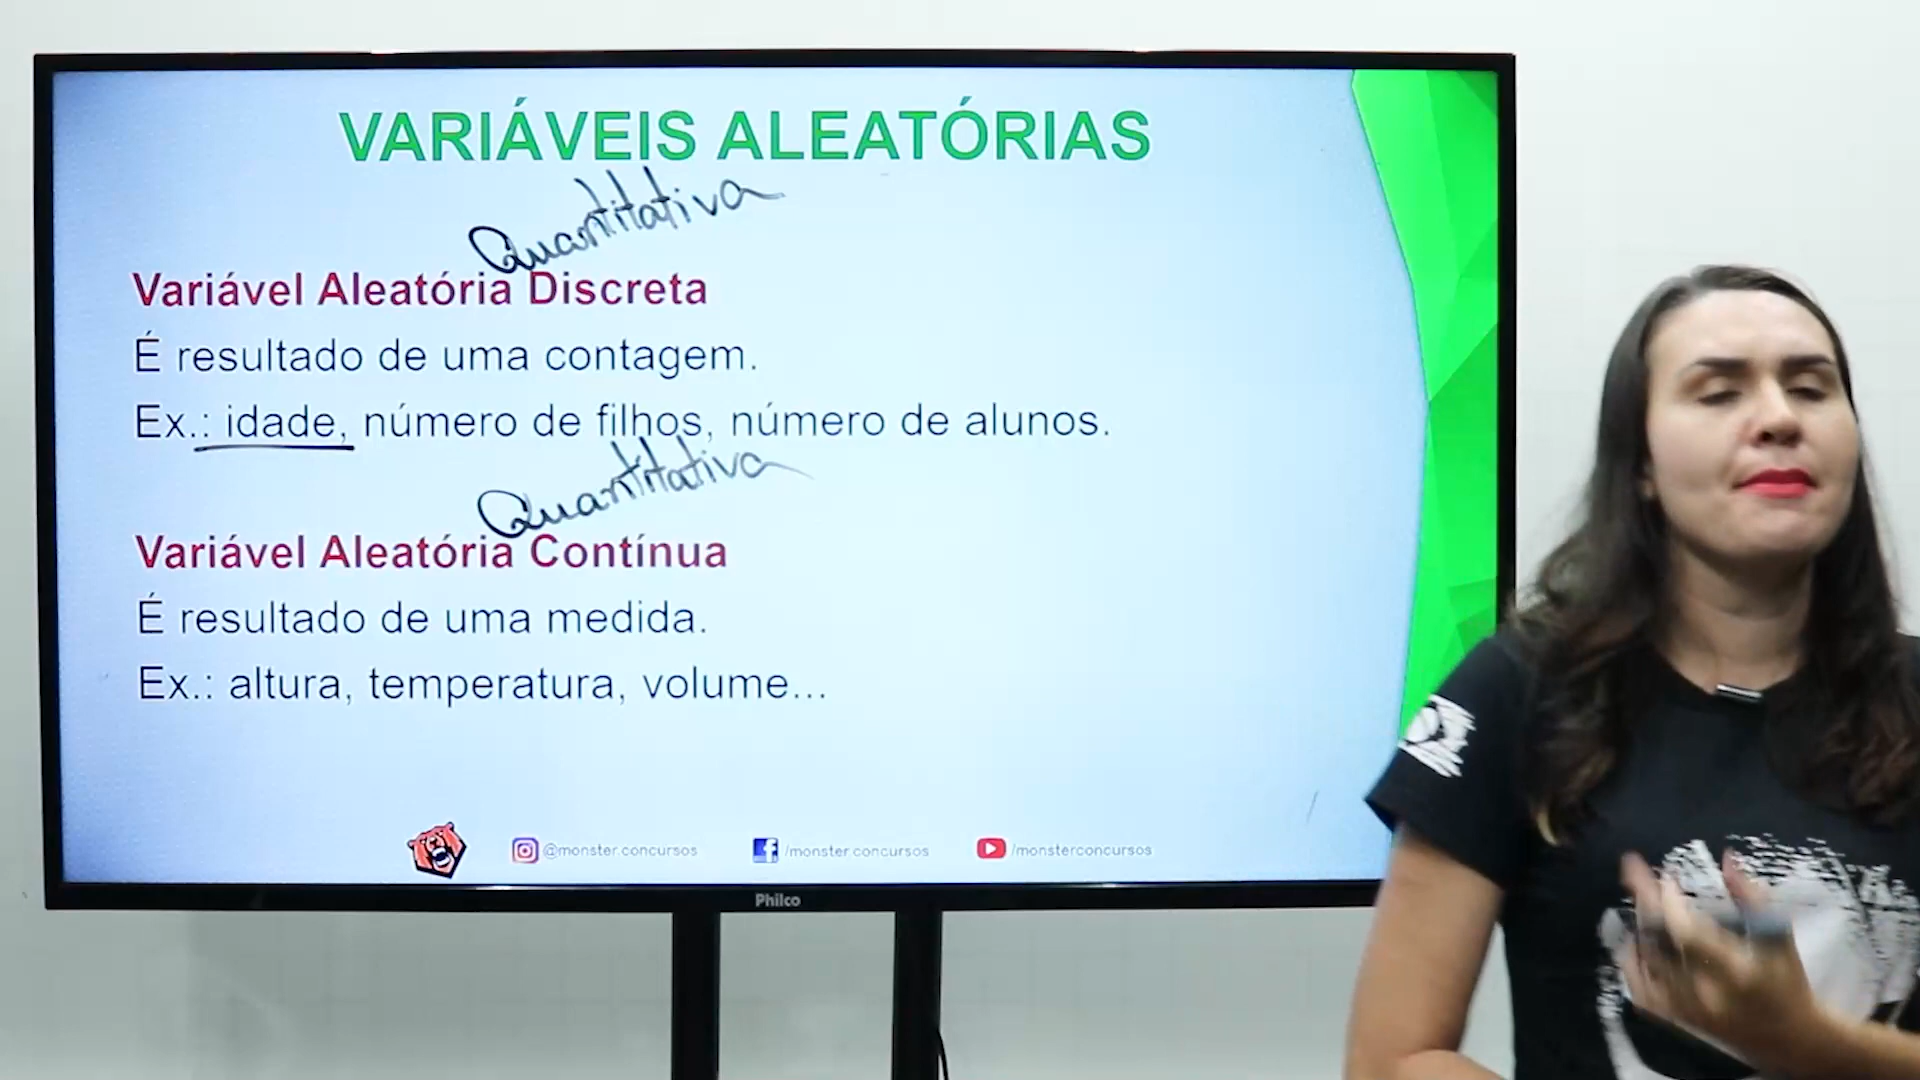 VARIÁVEIS ALEATÓRIAS
Quantitativa
Variável Aleatória Discreta
É resultado de uma contagem.
Ex.: idade, número de filhos, número de alunos.
Quantitativa
Variável Aleatória Contínua
É resultado de uma medida.
Ex.: altura, temperatura, volume...
@monster.concursos
/monster.concursos
/monsterconcursos
Philco